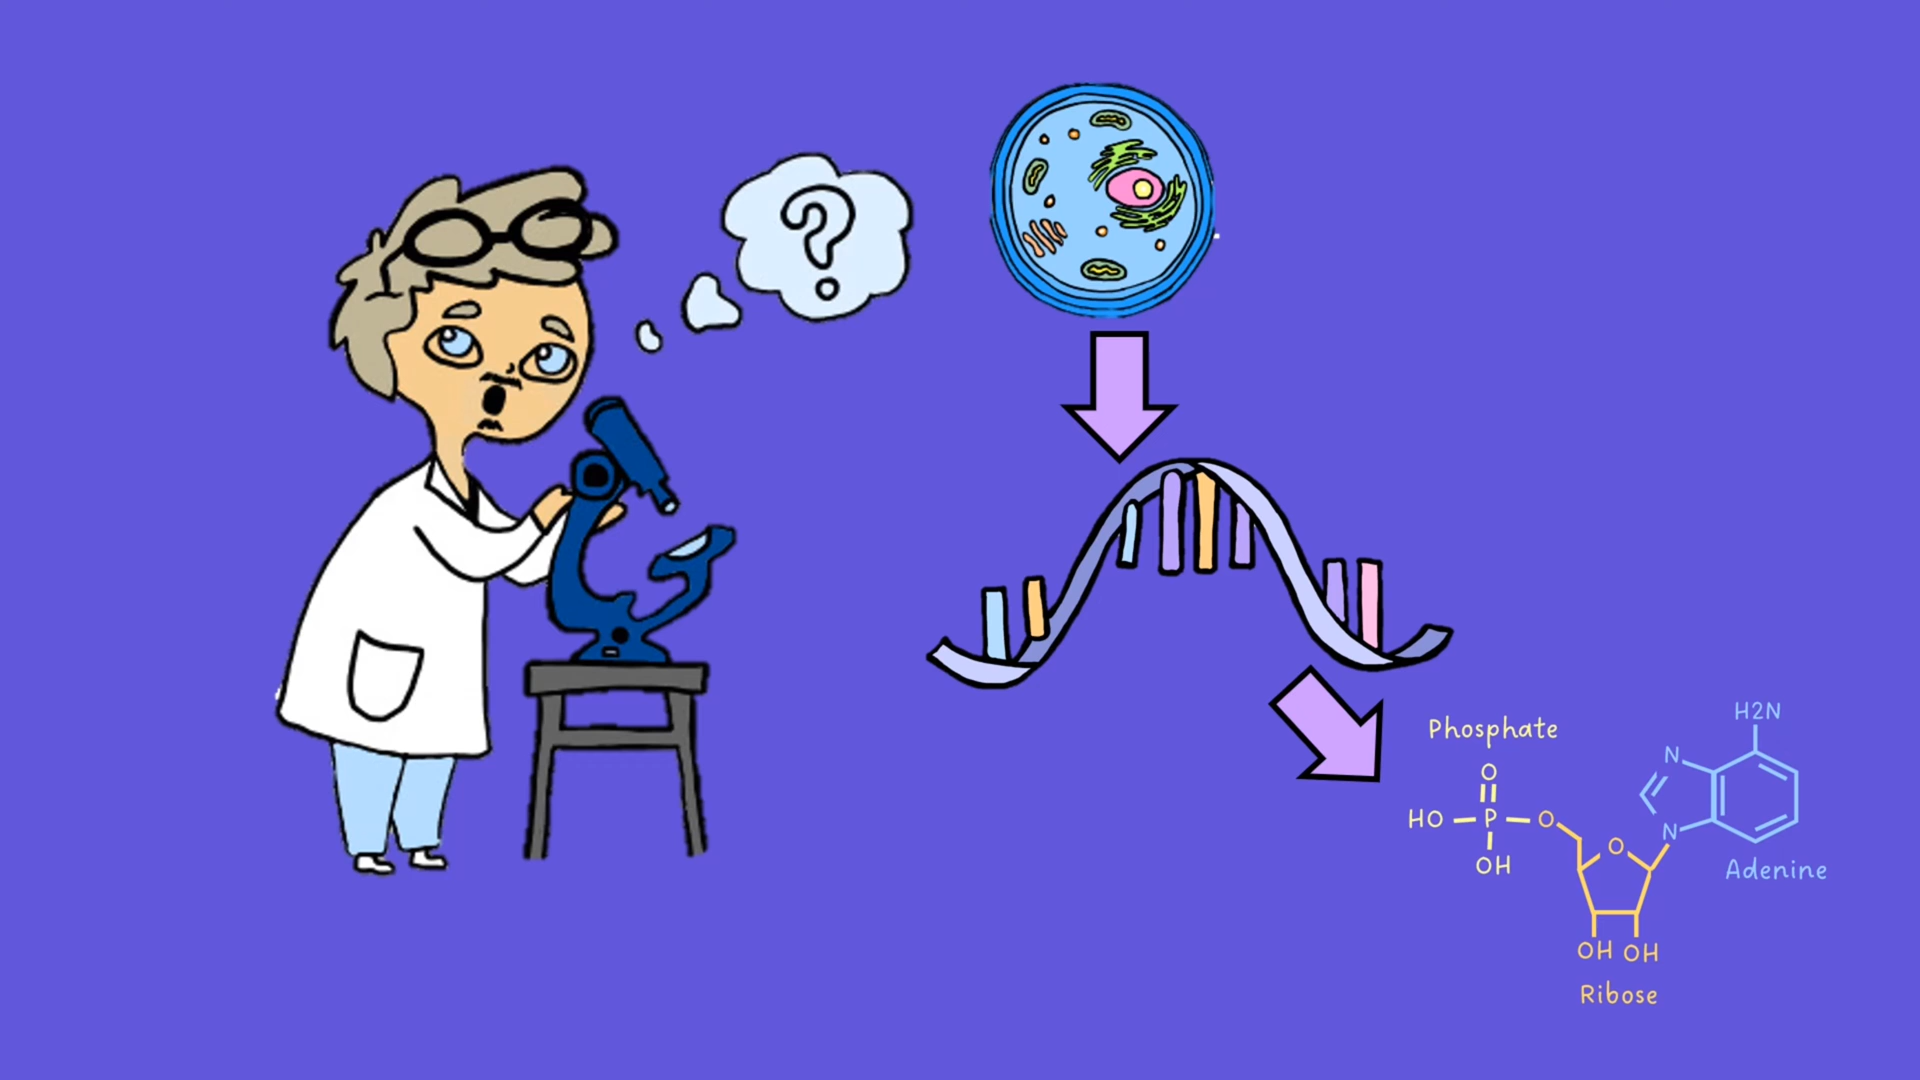 ?
H2N
Phosphate
N
O
HO P O
N
O
OH
Adenine
OH OH
Ribose